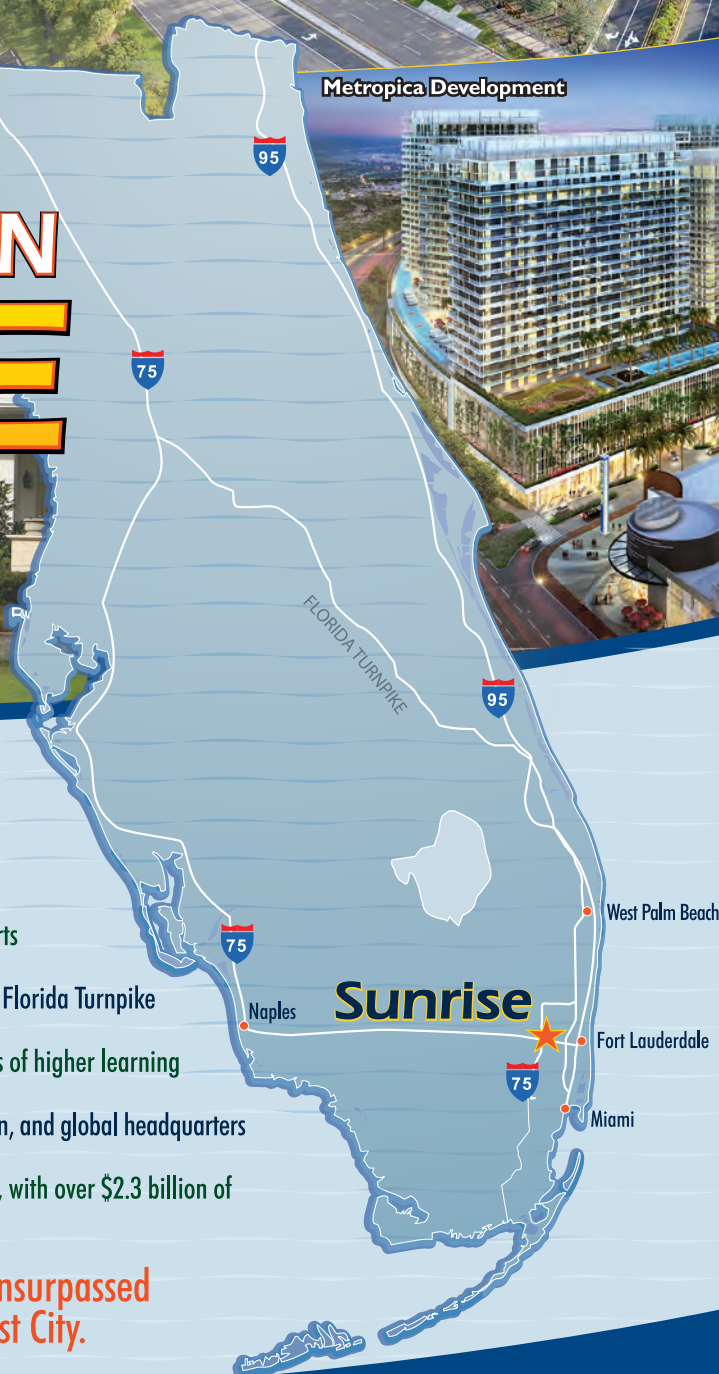 Metropica Development
95
N
E
75
FLORIDA TURNPIKE
95
West Palm Beach
rts
75
Florida Turnpike
Naples
Sunrise
Fort Lauderdale
s of higher learning
75
Miami
n, and global headquarters
, with over $2.3 billion of
nsurpassed
st City.